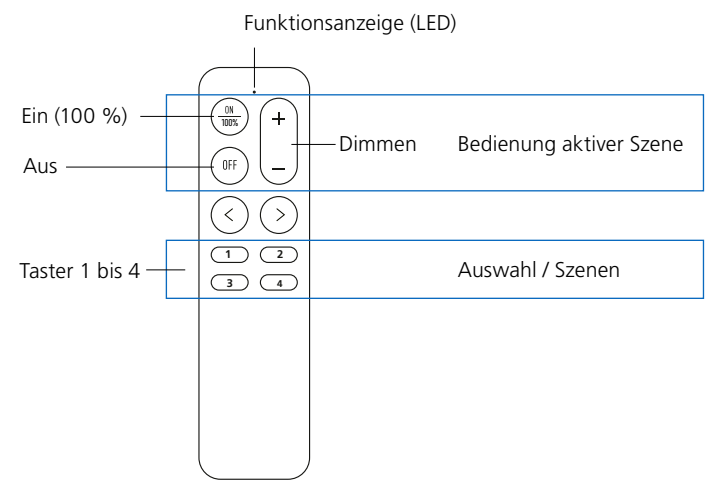 Funktionsanzeige (LED)
Ein (100 %)
ON
100%
+
Dimmen
Bedienung aktiver Szene
Aus
OFF
–
< >
1 2
Taster 1 bis 4
Auswahl / Szenen
3 4